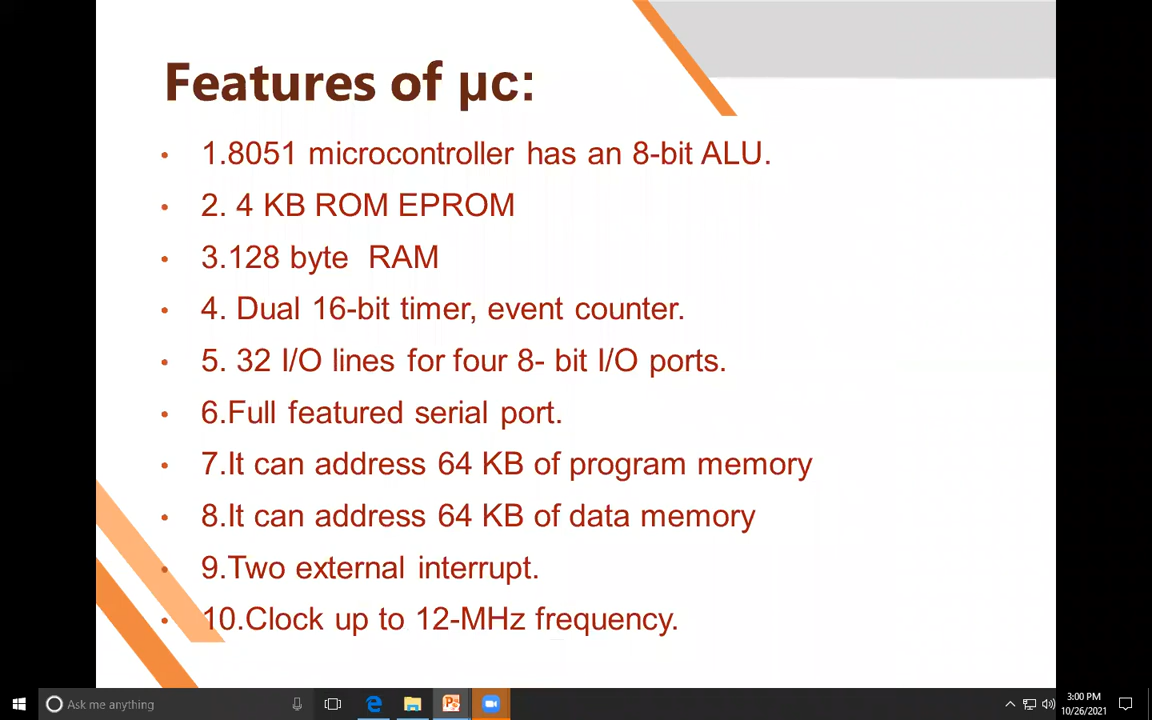 Features of µc:
• 1.8051 microcontroller has an 8-bit ALU.
• 2. 4 KB ROM EPROM
• 3.128 byte  RAM
• 4. Dual 16-bit timer, event counter.
• 5. 32 I/O lines for four 8- bit I/O ports.
• 6.Full featured serial port.
• 7.It can address 64 KB of program memory
• 8.It can address 64 KB of data memory
• 9.Two external interrupt.
• 10.Clock up to 12-MHz frequency.
Ask me anything
3:00 PM
10/26/2021